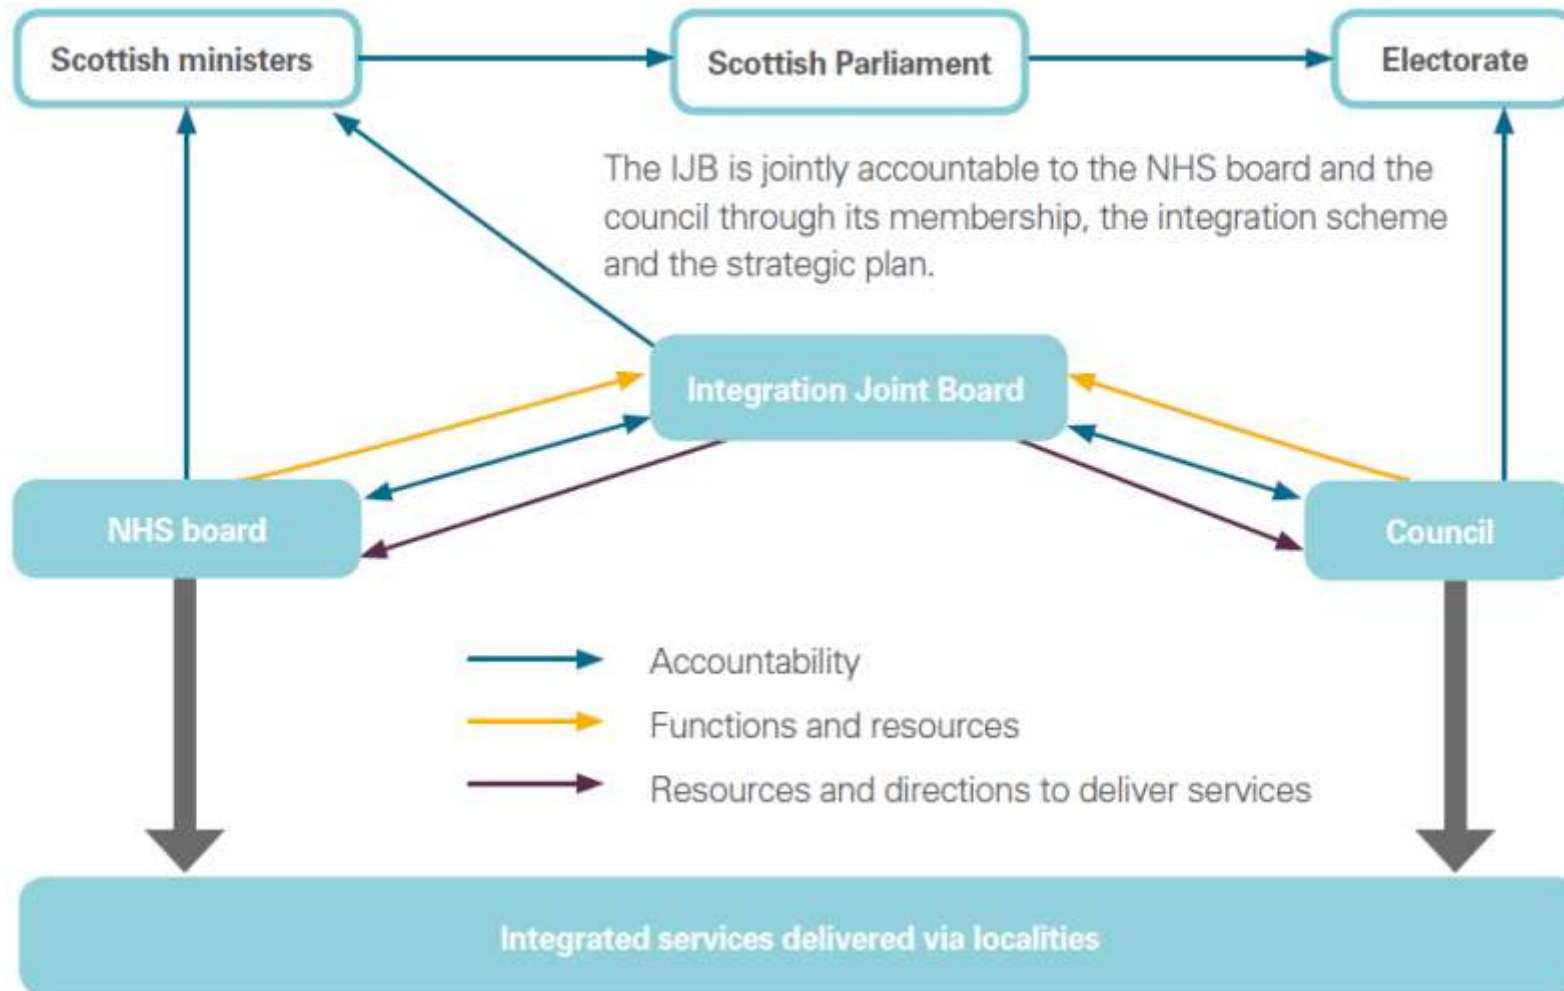 Scottish ministers
Scottish Parliament
Electorate
The IJB is jointly accountable to the NHS board and the
council through its membership, the integration scheme
and the strategic plan.
Integration Joint Board
NHS board
Council
Accountability
Functions and resources
Resources and directions to deliver services
Integrated services delivered via localities